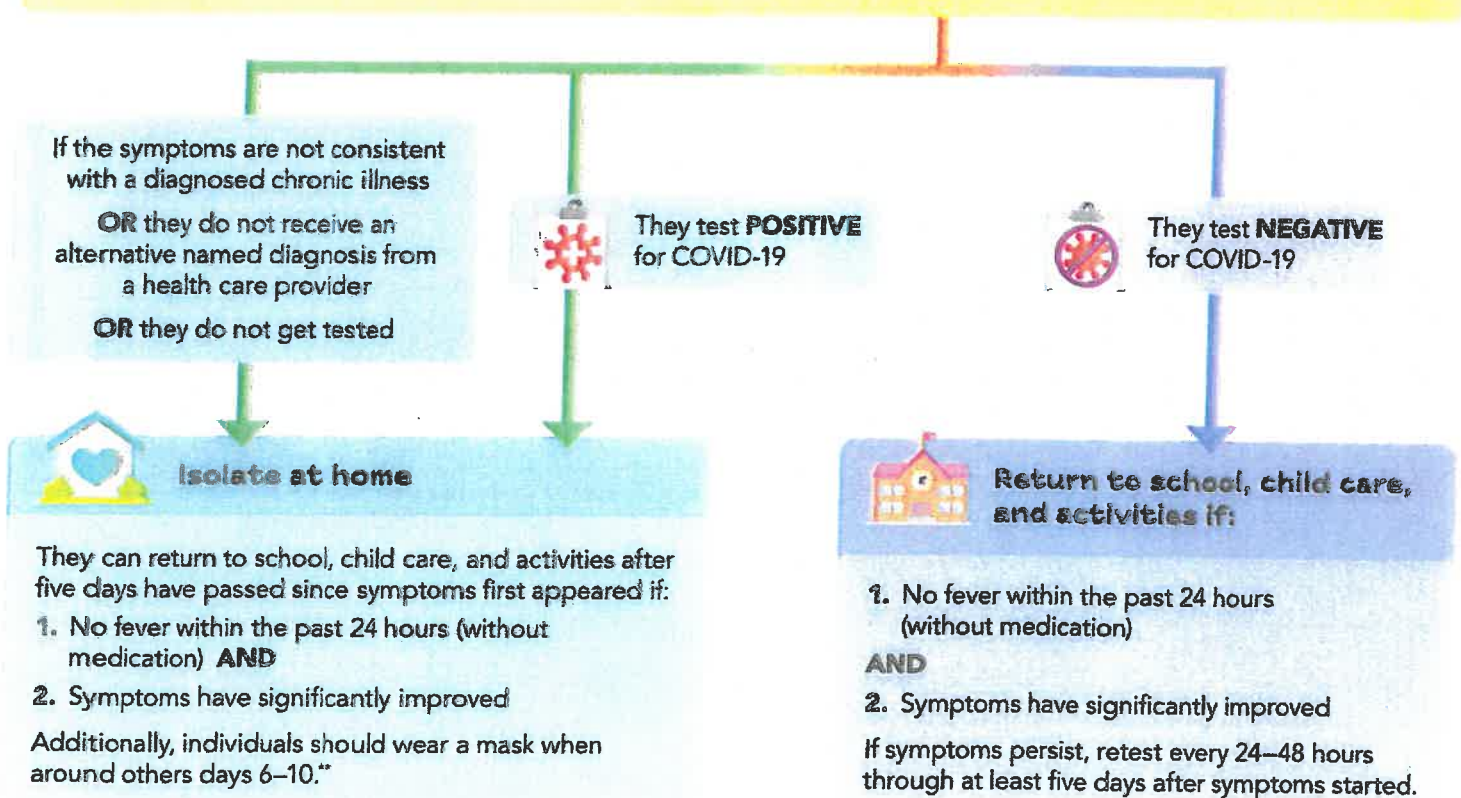 If the symptoms are not consistent
with a diagnosed chronic illness
OR they do not receive an
alternative named diagnosis from
a health care provider
OR they do not get tested
They test POSITIVE
for COVID-19
They test NEGATIVE
for COVID-19
Isolate at home
They can return to school, child care, and activities after
five days have passed since symptoms first appeared if:
1. No fever within the past 24 hours (without
medication) AND
2. Symptoms have significantly improved
Additionally, individuals should wear a mask when
around others days 6–10.**
Return to school, child care,
and activities if:
1. No fever within the past 24 hours
(without medication)
AND
2. Symptoms have significantly improved
If symptoms persist, retest every 24–48 hours
through at least five days after symptoms started.